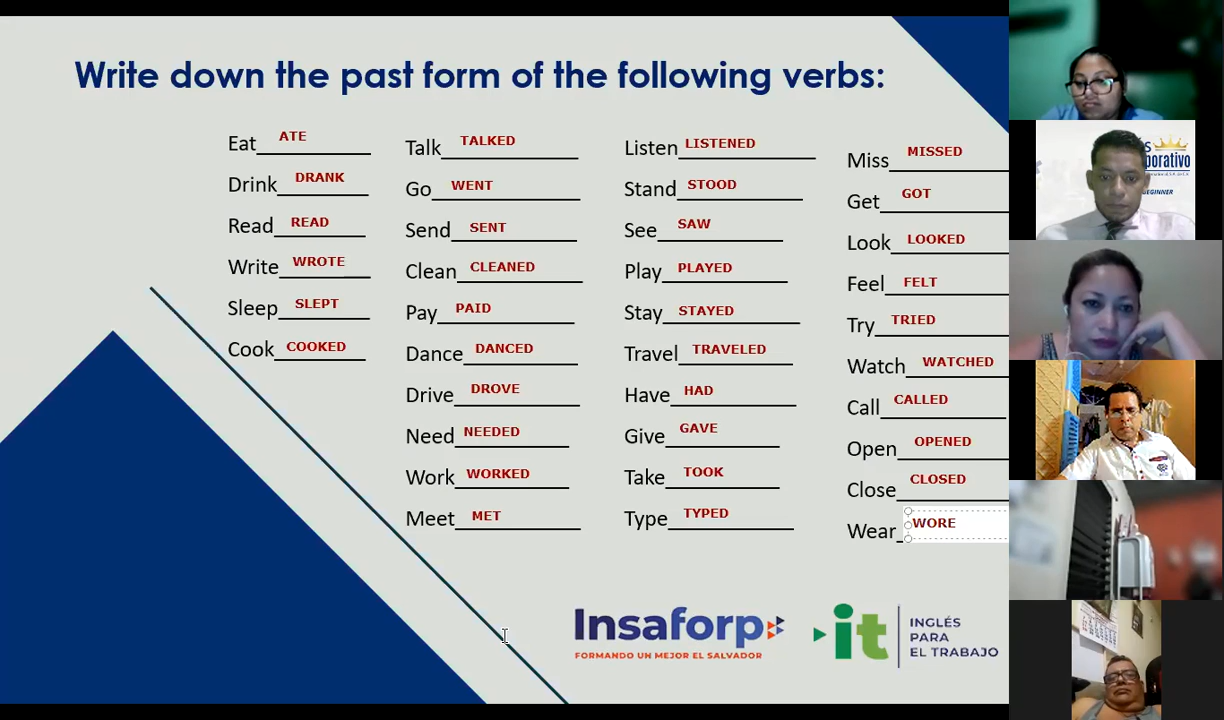 Write down the past form of the following verbs:
Eat ATE
Drink DRANK
Read READ
Write WROTE
Sleep SLEPT
Cook COOKED
Talk TALKED
Go WENT
Send SENT
Clean CLEANED
Pay PAID
Dance DANCED
Drive DROVE
Need NEEDED
Work WORKED
Meet MET
Listen LISTENED
Stand STOOD
See SAW
Play PLAYED
Stay STAYED
Travel TRAVELED
Have HAD
Give GAVE
Take TOOK
Type TYPED
Miss MISSED
Get GOT
Look LOOKED
Feel FELT
Try TRIED
Watch WATCHED
Call CALLED
Open OPENED
Close CLOSED
Wear WORE
Insaforp
FORMANDO UN MEJOR EL SALVADOR
it
INGLÉS
PARA
EL TRABAJO